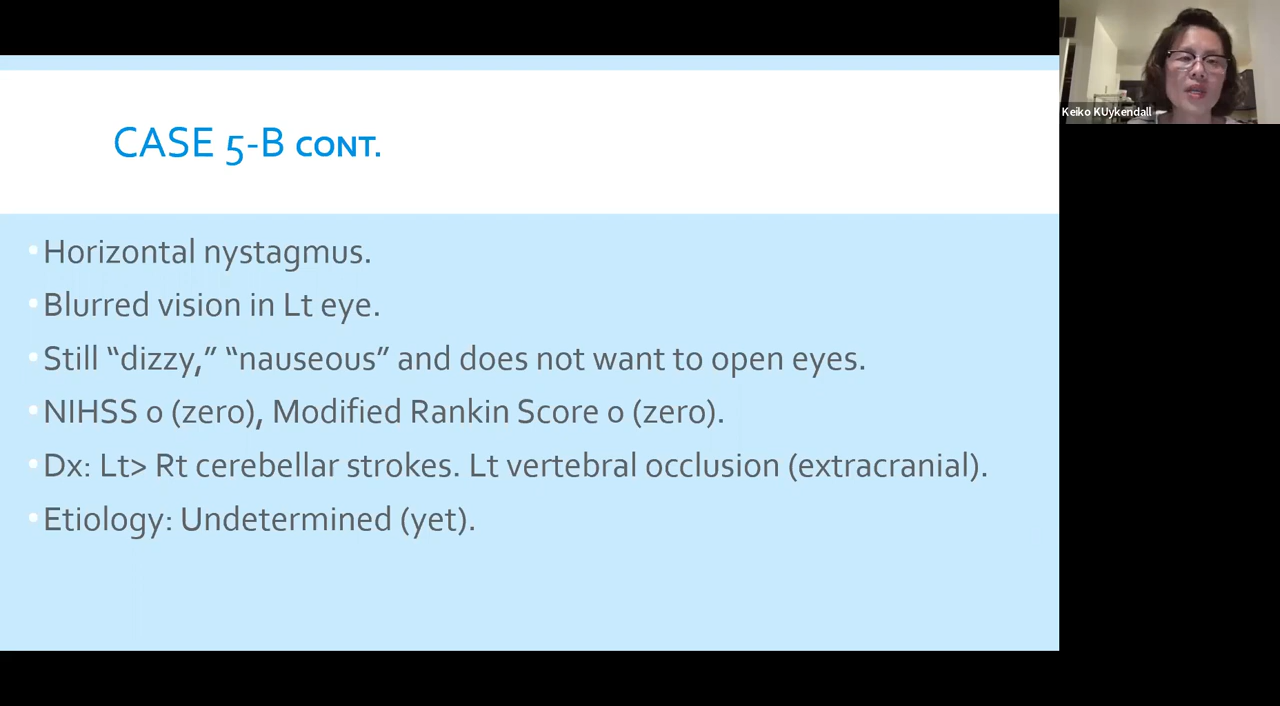 CASE 5-B CONT.
•Horizontal nystagmus.
•Blurred vision in Lt eye.
•Still “dizzy,” “nauseous” and does not want to open eyes.
•NIHSS 0 (zero), Modified Rankin Score 0 (zero).
•Dx: Lt> Rt cerebellar strokes. Lt vertebral occlusion (extracranial).
•Etiology: Undetermined (yet).
Keiko KUykendall